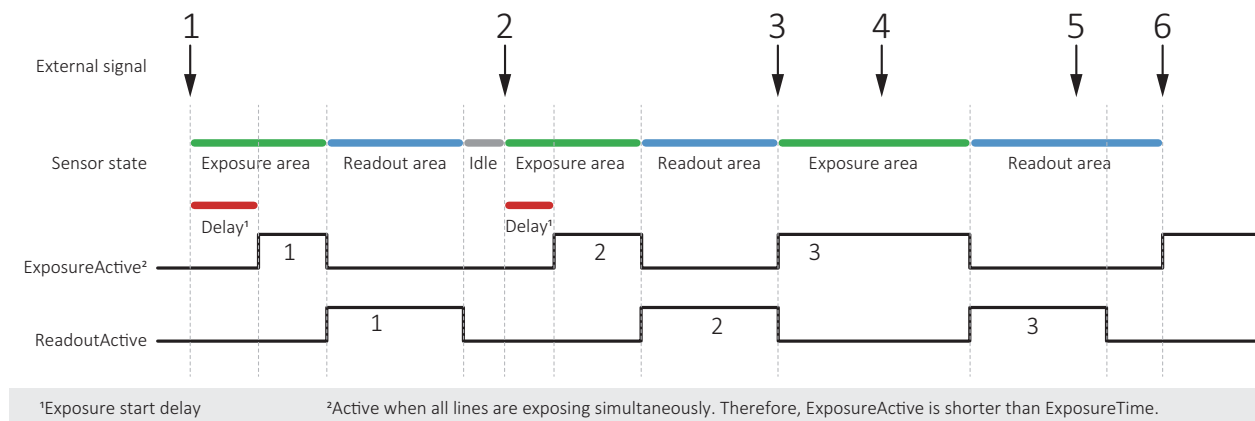 1 2 3 4 5 6
External signal
Sensor state
Exposure area Readout area Idle Exposure area Readout area Exposure area Readout area
Delay¹ Delay¹
ExposureActive² 1 2 3
ReadoutActive 1 2 3
¹Exposure start delay ²Active when all lines are exposing simultaneously. Therefore, ExposureActive is shorter than ExposureTime.